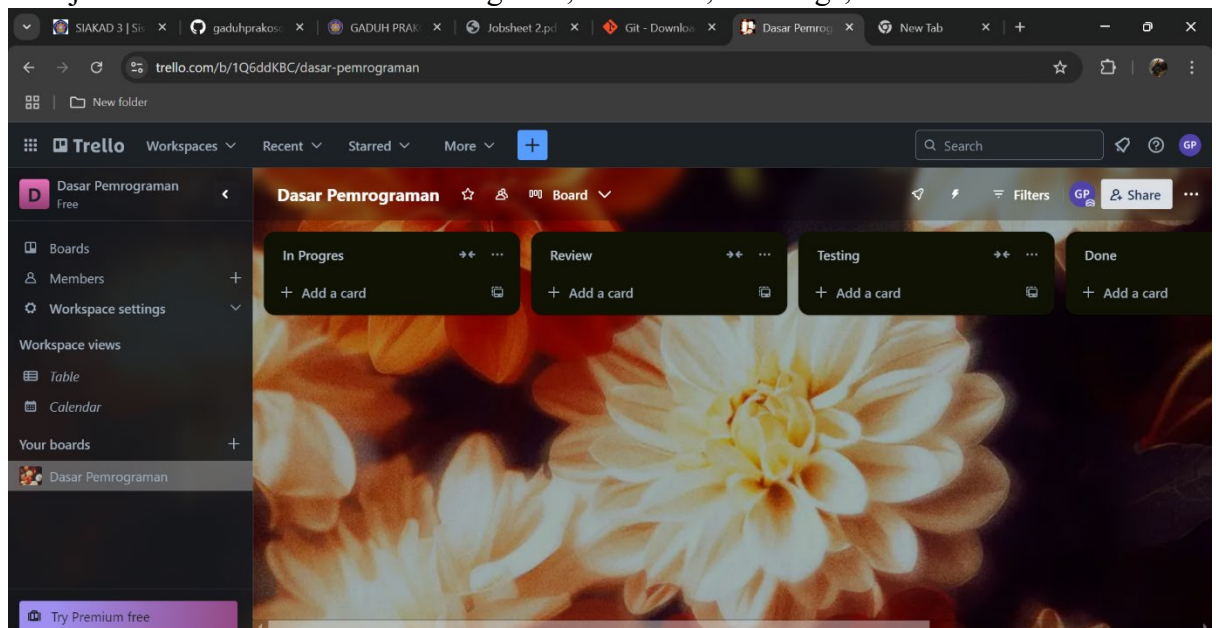 SIAKAD 3 | Sis
gaduhprakoso
GADUH PRAK
Jobsheet 2.pd
Git - Downloa
Dasar Pemrog
New Tab
trello.com/b/1Q6ddKBC/dasar-pemrograman
New folder
Trello Workspaces Recent Starred More + Search GP
D Dasar Pemrograman
Free
Dasar Pemrograman Board Filters GP Share
Boards
Members
Workspace settings
Workspace views
Table
Calendar
Your boards
Dasar Pemrograman
Try Premium free
In Progres
+ Add a card
Review
+ Add a card
Testing
+ Add a card
Done
+ Add a card